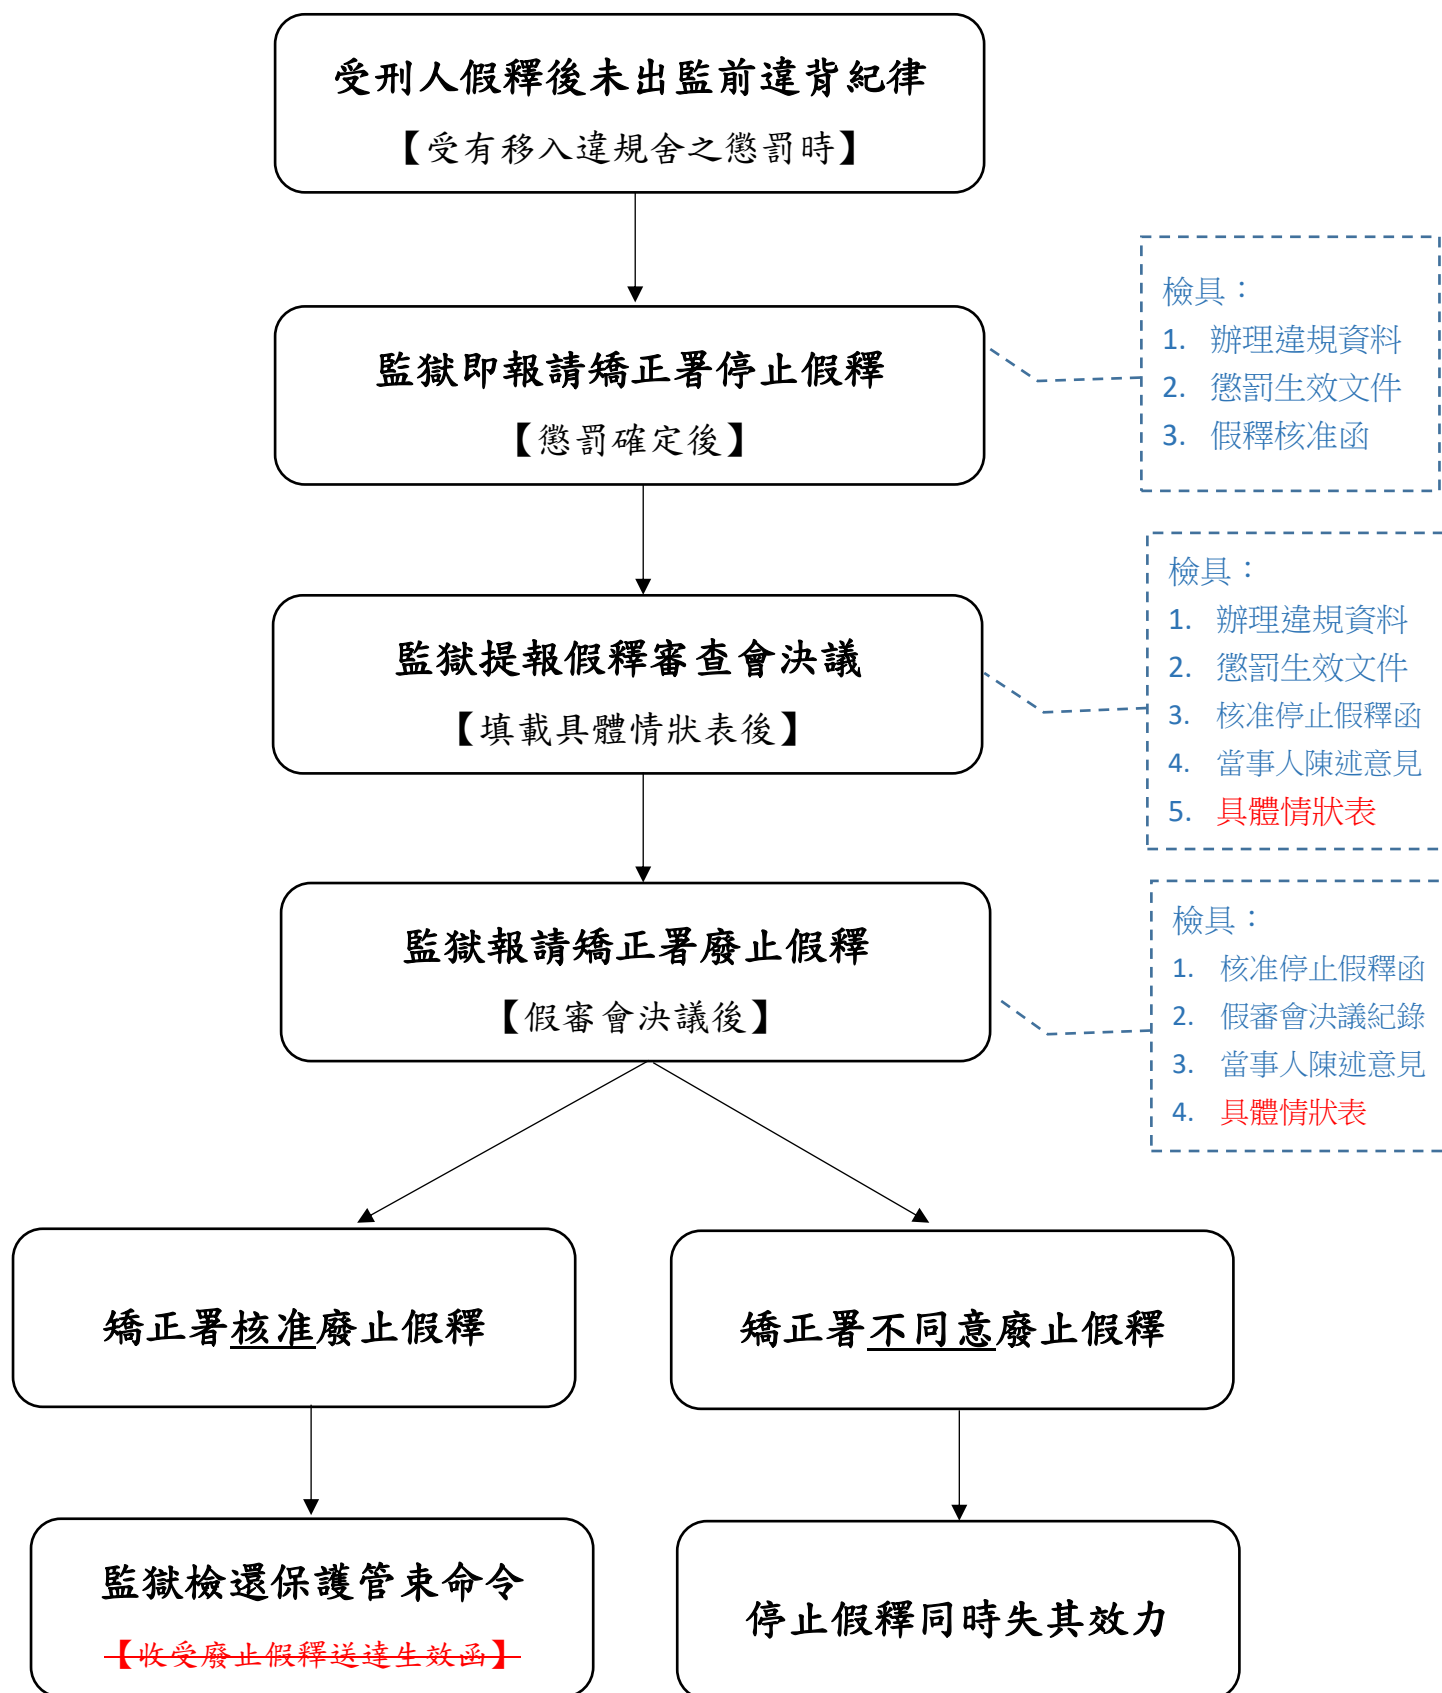 受刑人假釋後未出監前違背紀律
【受有移入違規舍之懲罰時】
監獄即報請矯正署停止假釋
【懲罰確定後】
檢具：
1. 辦理違規資料
2. 懲罰生效文件
3. 假釋核准函
監獄提報假釋審查會決議
【填載具體情狀表後】
檢具：
1. 辦理違規資料
2. 懲罰生效文件
3. 核准停止假釋函
4. 當事人陳述意見
5. 具體情狀表
監獄報請矯正署廢止假釋
【假審會決議後】
檢具：
1. 核准停止假釋函
2. 假審會決議紀錄
3. 當事人陳述意見
4. 具體情狀表
矯正署核准廢止假釋
矯正署不同意廢止假釋
監獄檢還保護管束命令
【收受廢止假釋送達生效函】
停止假釋同時失其效力